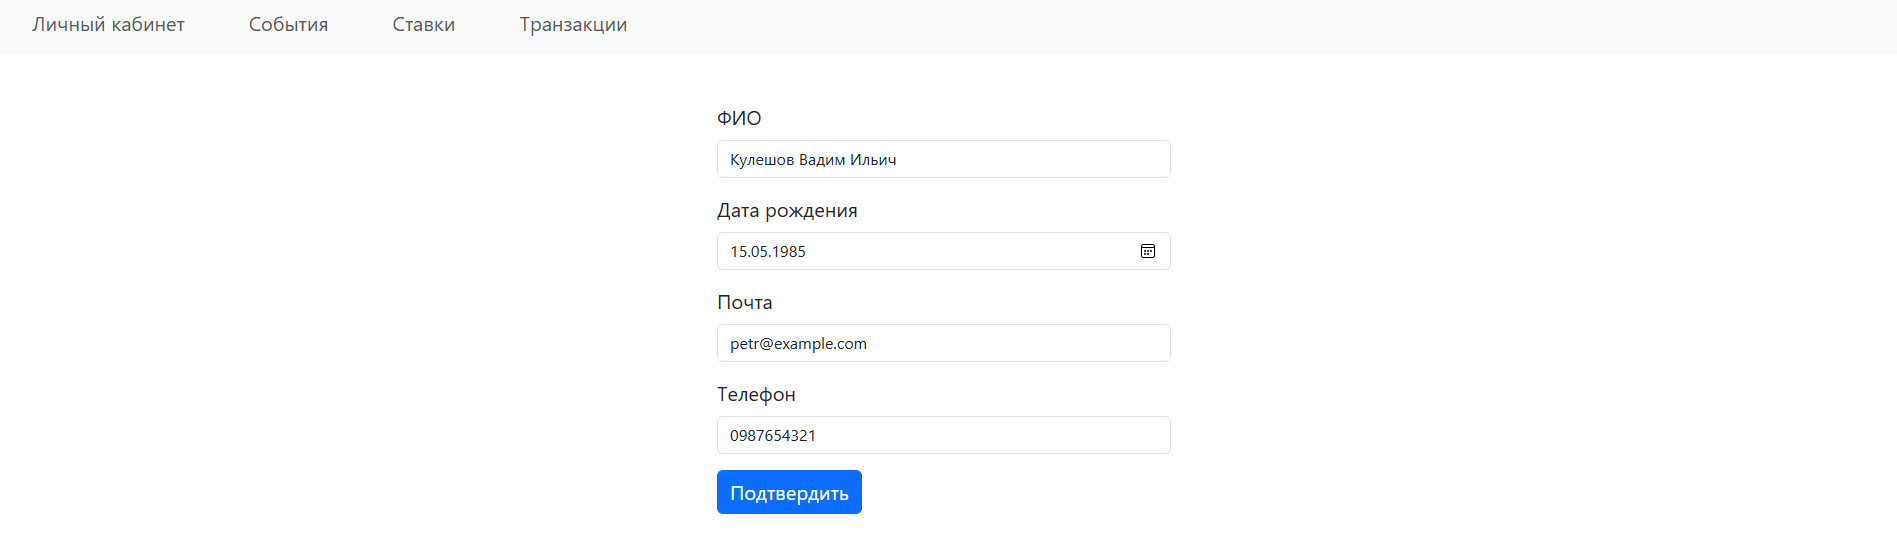 Личный кабинет События Ставки Транзакции
ФИО
Кулешов Вадим Ильич
Дата рождения
15.05.1985
Почта
petr@example.com
Телефон
0987654321
Подтвердить